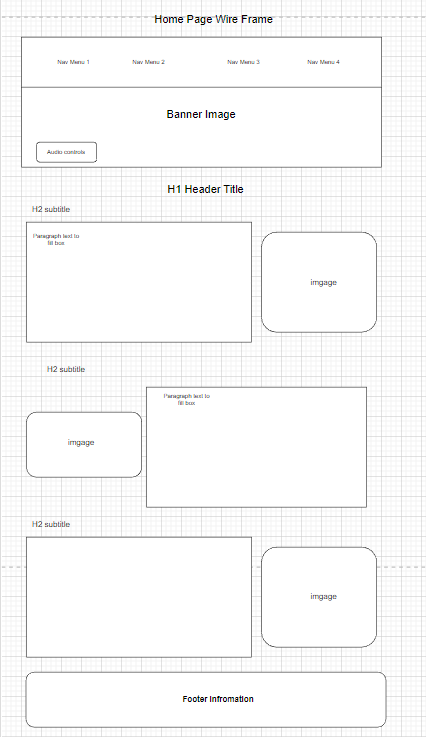 Home Page Wire Frame
Nav Menu 1
Nav Menu 2
Nav Menu 3
Nav Menu 4
Banner Image
Audio controls
H1 Header Title
H2 subtitle
Paragraph text to
fill box
imgage
H2 subtitle
Paragraph text to
fill box
imgage
H2 subtitle
imgage
Footer Infromation